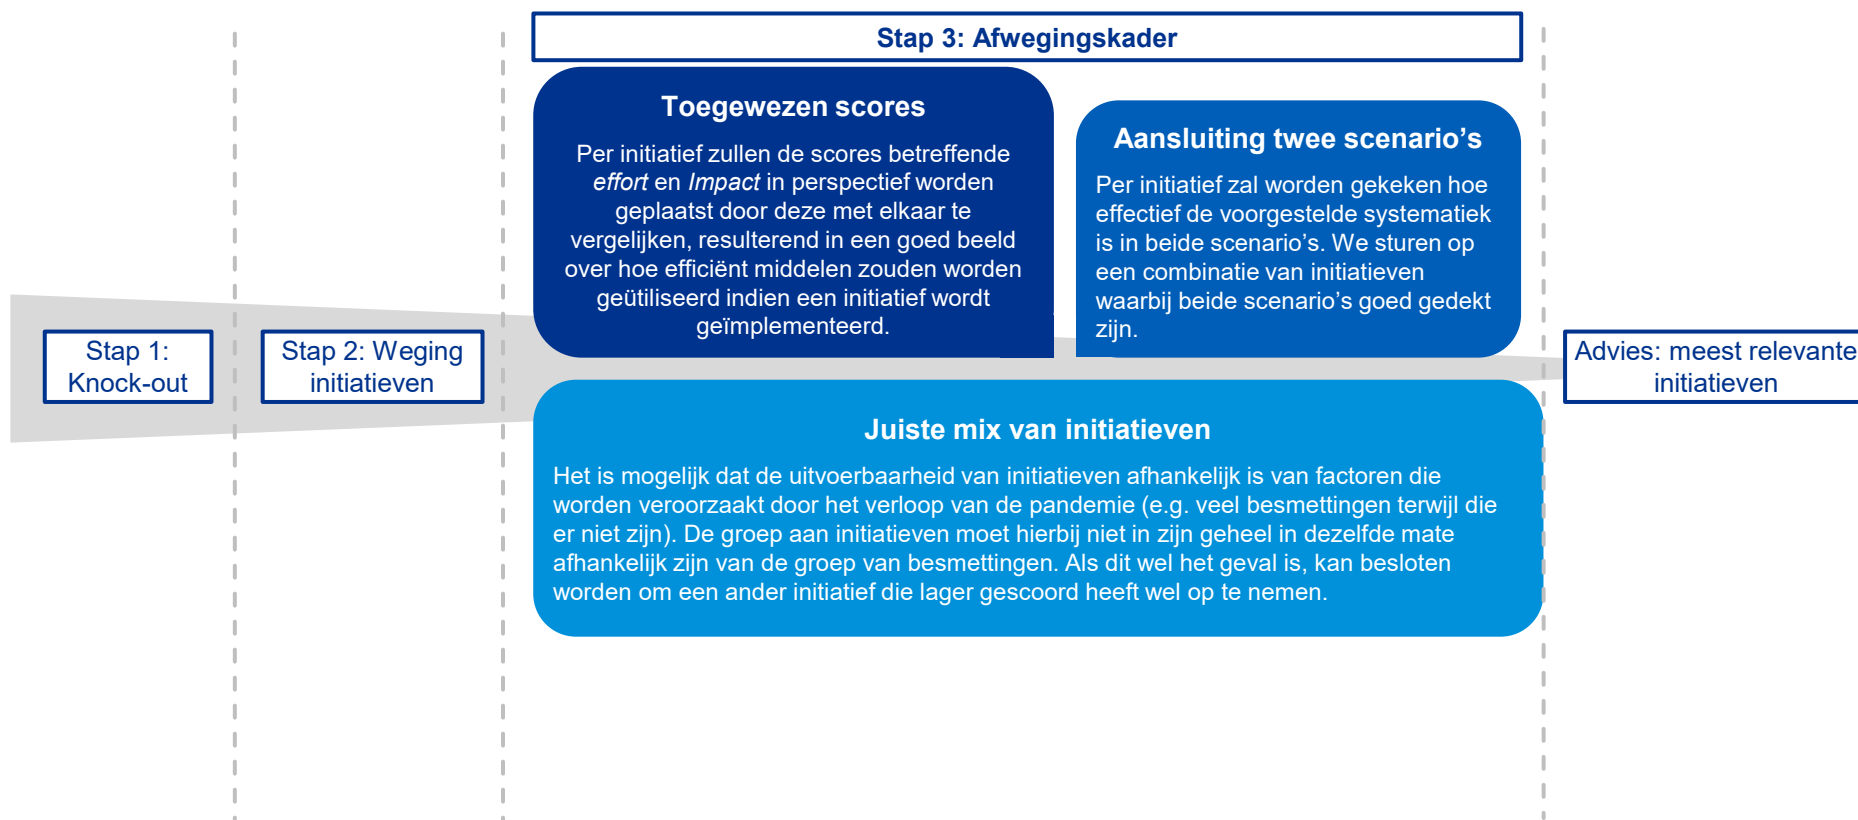 Stap 1:
Knock-out
Stap 2: Weging
initiatieven
Stap 3: Afwegingskader
Toegewezen scores
Per initiatief zullen de scores betreffende
effort en Impact in perspectief worden
geplaatst door deze met elkaar te
vergelijken, resulterend in een goed beeld
over hoe efficiënt middelen zouden worden
geütiliseerd indien een initiatief wordt
geïmplementeerd.
Aansluiting twee scenario’s
Per initiatief zal worden gekeken hoe
effectief de voorgestelde systematiek
is in beide scenario’s. We sturen op
een combinatie van initiatieven
waarbij beide scenario’s goed gedekt
zijn.
Juiste mix van initiatieven
Het is mogelijk dat de uitvoerbaarheid van initiatieven afhankelijk is van factoren die
worden veroorzaakt door het verloop van de pandemie (e.g. veel besmettingen terwijl die
er niet zijn). De groep aan initiatieven moet hierbij niet in zijn geheel in dezelfde mate
afhankelijk zijn van de groep van besmettingen. Als dit wel het geval is, kan besloten
worden om een ander initiatief die lager gescoord heeft wel op te nemen.
Advies: meest relevante
initiatieven